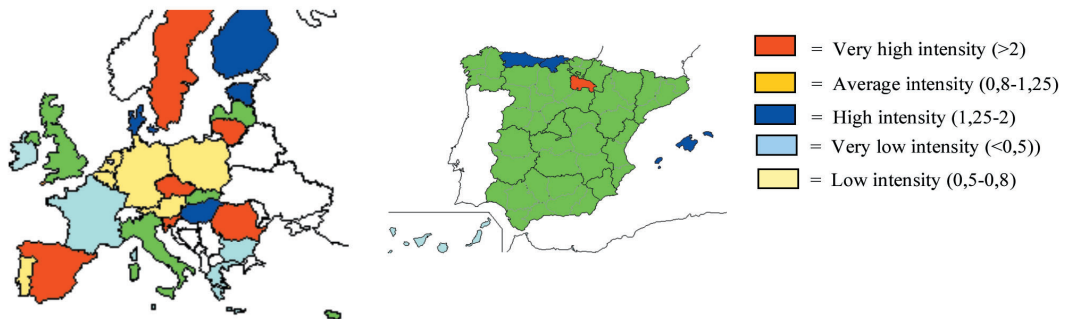 = Very high intensity (>2)
= Average intensity (0,8-1,25)
= High intensity (1,25-2)
= Very low intensity (<0,5))
= Low intensity (0,5-0,8)